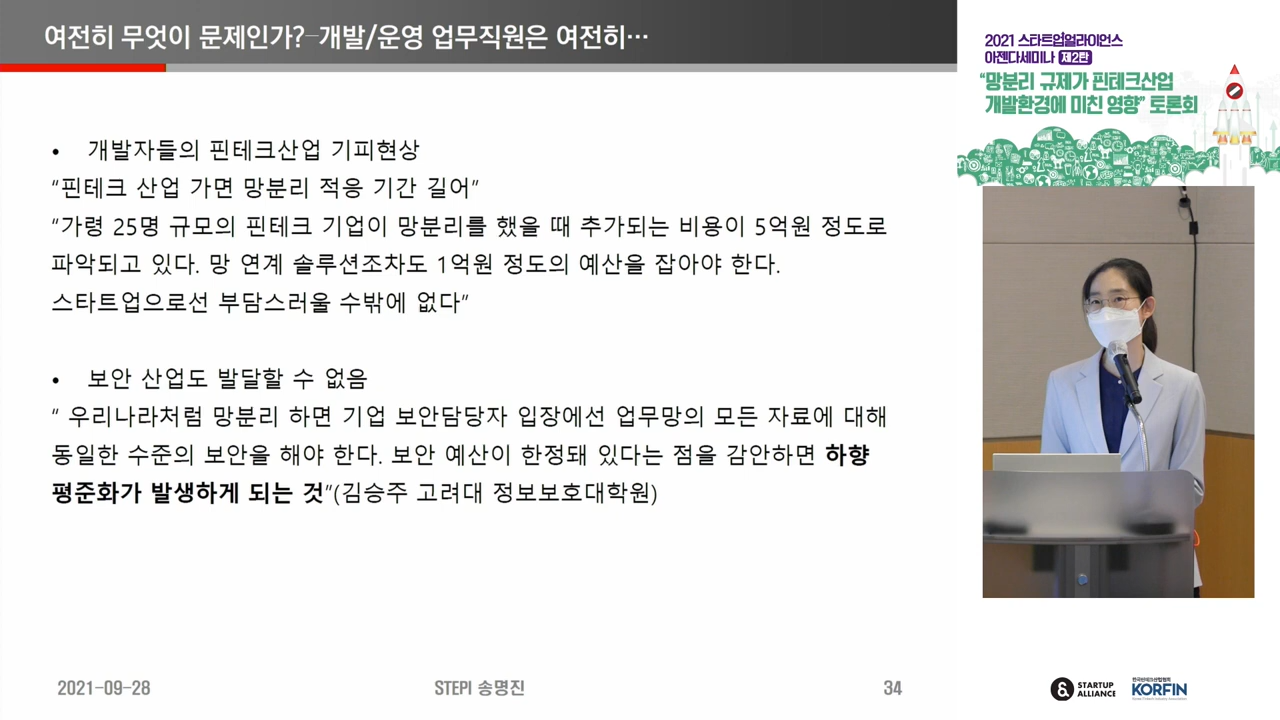 여전히 무엇이 문제인가?–개발/운영 업무직원은 여전히…
• 개발자들의 핀테크산업 기피현상
“핀테크 산업 가면 망분리 적응 기간 길어”
“가령 25명 규모의 핀테크 기업이 망분리를 했을 때 추가되는 비용이 5억원 정도로
파악되고 있다. 망 연계 솔루션조차도 1억원 정도의 예산을 잡아야 한다.
스타트업으로선 부담스러울 수밖에 없다”
• 보안 산업도 발달할 수 없음
“ 우리나라처럼 망분리 하면 기업 보안담당자 입장에선 업무망의 모든 자료에 대해
동일한 수준의 보안을 해야 한다. 보안 예산이 한정돼 있다는 점을 감안하면 하향
평준화가 발생하게 되는 것”(김승주 고려대 정보보호대학원)
2021-09-28
STEPI 송명진
34
2021 스타트업얼라이언스
아젠다세미나 제2탄
“망분리 규제가 핀테크산업
개발환경에 미친 영향” 토론회
&
STARTUP
ALLIANCE
한국핀테크산업협회
KORFIN